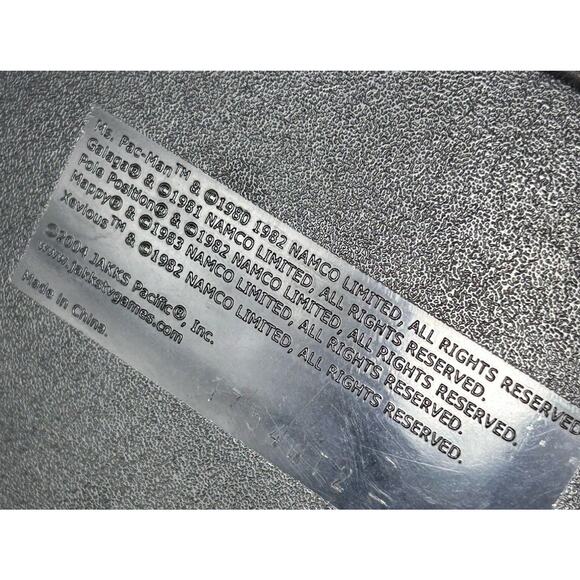 Ms. Pac-Man™ & ©1980 1982 NAMCO LIMITED, ALL RIGHTS RESERVED
Galaga® & ©1981 NAMCO LIMITED, ALL RIGHTS RESERVED.
Pole Position® & ©1982 NAMCO LIMITED, ALL RIGHTS RESERVED.
Mappy® & ©1983 NAMCO LIMITED, ALL RIGHTS RESERVED.
Xevious™ & ©1982 NAMCO LIMITED, ALL RIGHTS RESERVED.
©2004 JAKKS Pacific®, Inc.
www.jakkstvgames.com
Made in China.